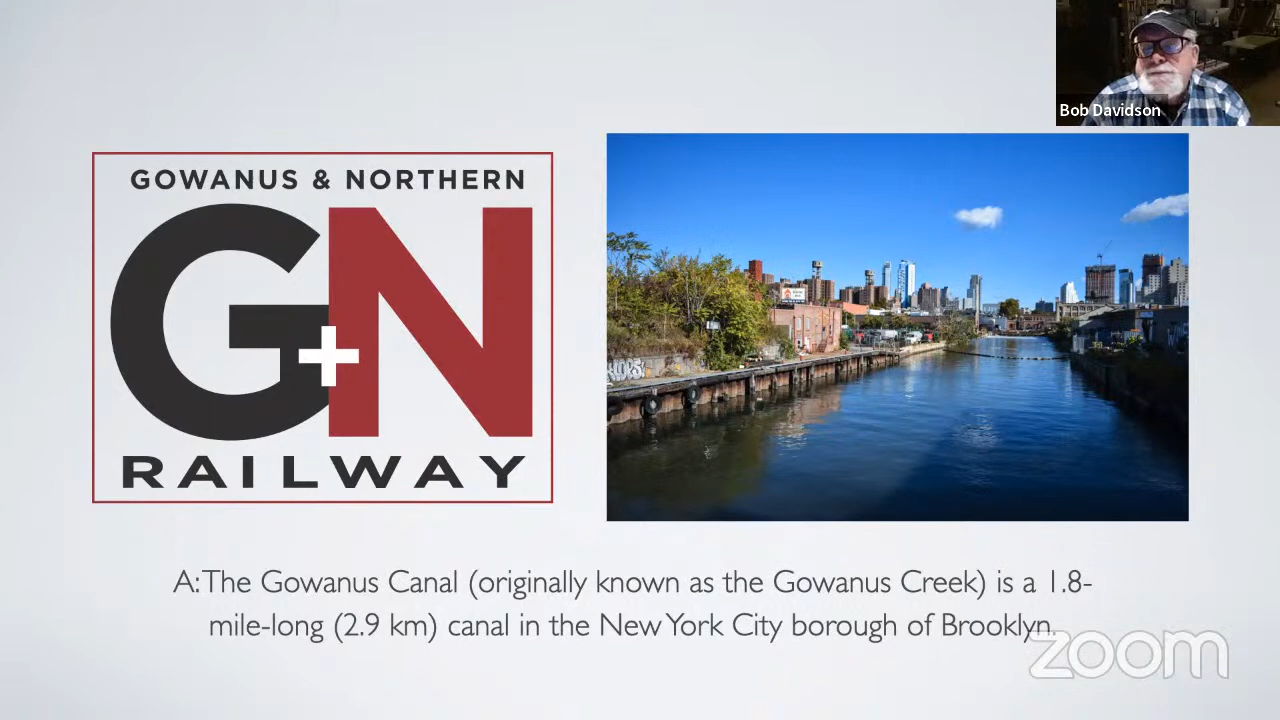 Bob Davidson
GOWANUS & NORTHERN
G+N
RAILWAY
A: The Gowanus Canal (originally known as the Gowanus Creek) is a 1.8-
mile-long (2.9 km) canal in the New York City borough of Brooklyn.
zoom